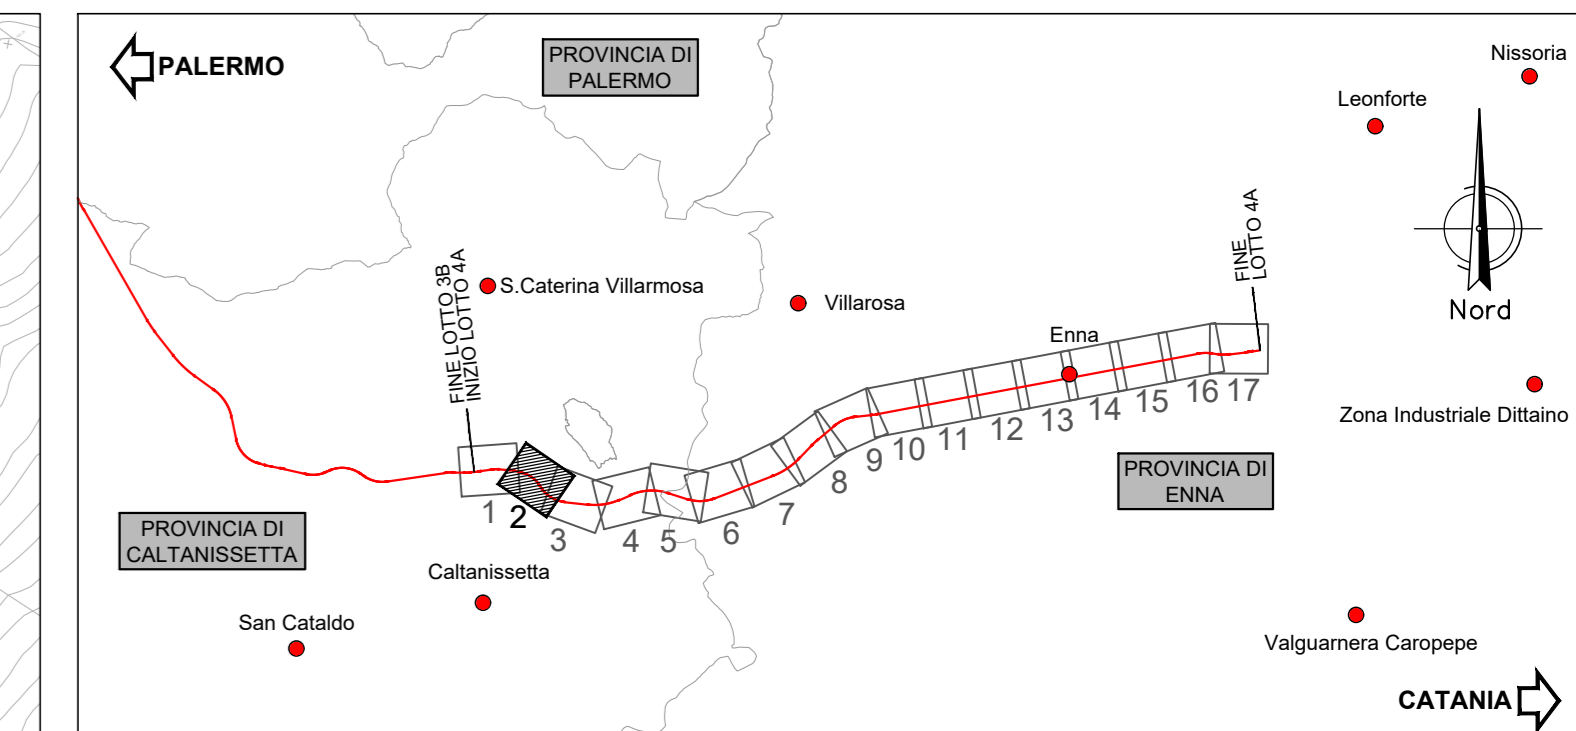 PALERMO
PROVINCIA DI
PALERMO
Nissoria
Leonforte
Nord
FINE LOTTO 3B
INIZIO LOTTO 4A
S.Caterina Villarmosa
Villarosa
Enna
FINE
LOTTO 4A
Zona Industriale Dittaino
1
2
3
4
5
6
7
8
9
10
11
12
13
14
15
16
17
PROVINCIA DI
ENNA
PROVINCIA DI
CALTANISSETTA
Caltanissetta
San Cataldo
Valguarnera Caropepe
CATANIA